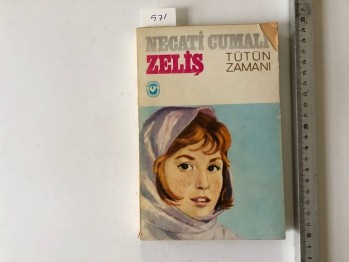 571
NECATİ CUMALI
ZELİŞ
TÜTÜN
ZAMANI